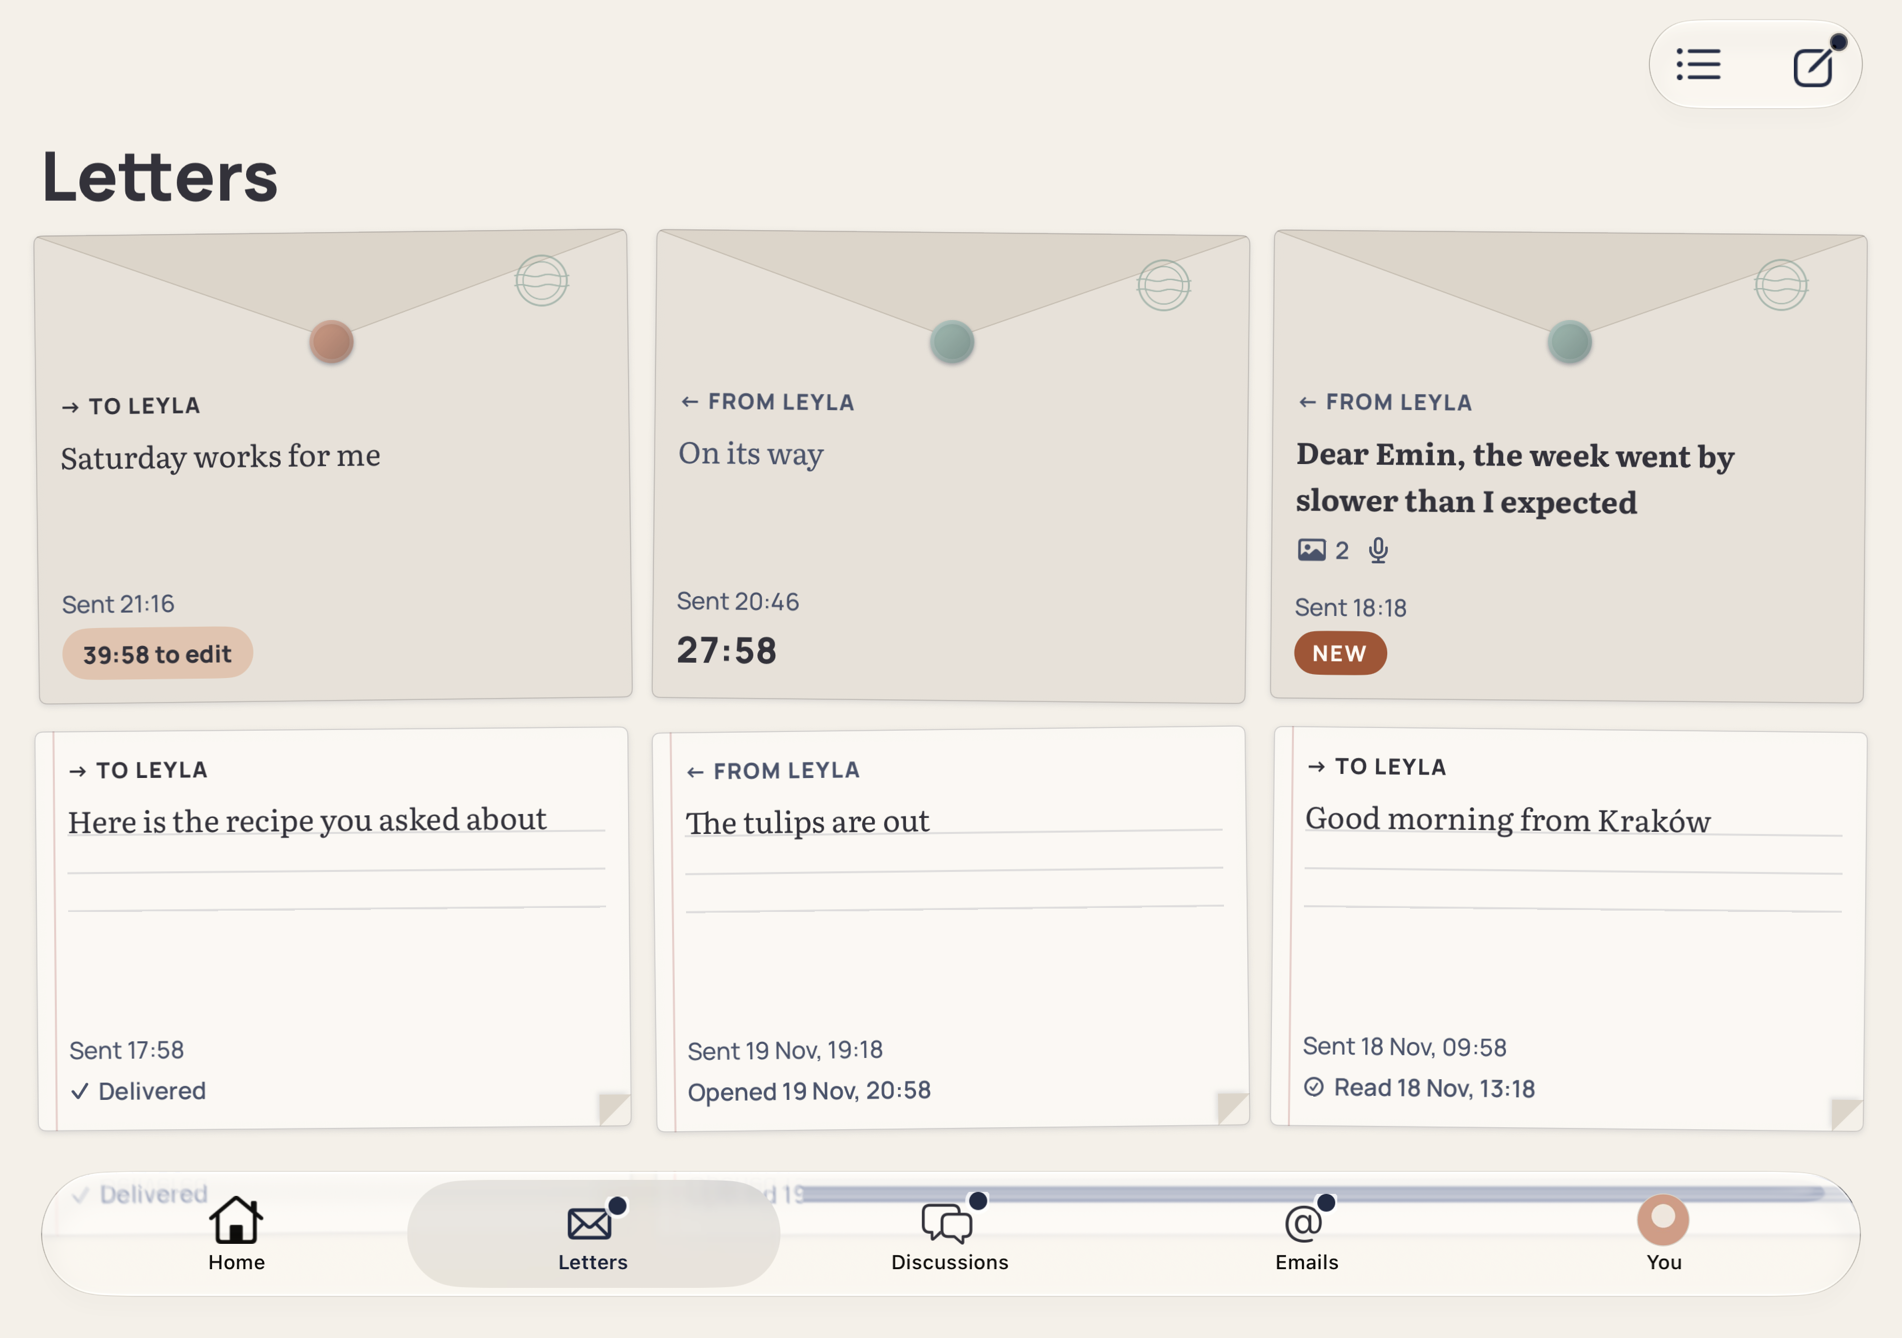 Letters
→ TO LEYLA
Saturday works for me
Sent 21:16
39:58 to edit
← FROM LEYLA
On its way
Sent 20:46
27:58
← FROM LEYLA
Dear Emin, the week went by
slower than I expected
2
Sent 18:18
NEW
→ TO LEYLA
Here is the recipe you asked about
Sent 17:58
✓ Delivered
← FROM LEYLA
The tulips are out
Sent 19 Nov, 19:18
Opened 19 Nov, 20:58
→ TO LEYLA
Good morning from Kraków
Sent 18 Nov, 09:58
Read 18 Nov, 13:18
✓ Delivered
Home
Letters
Discussions
@
Emails
You